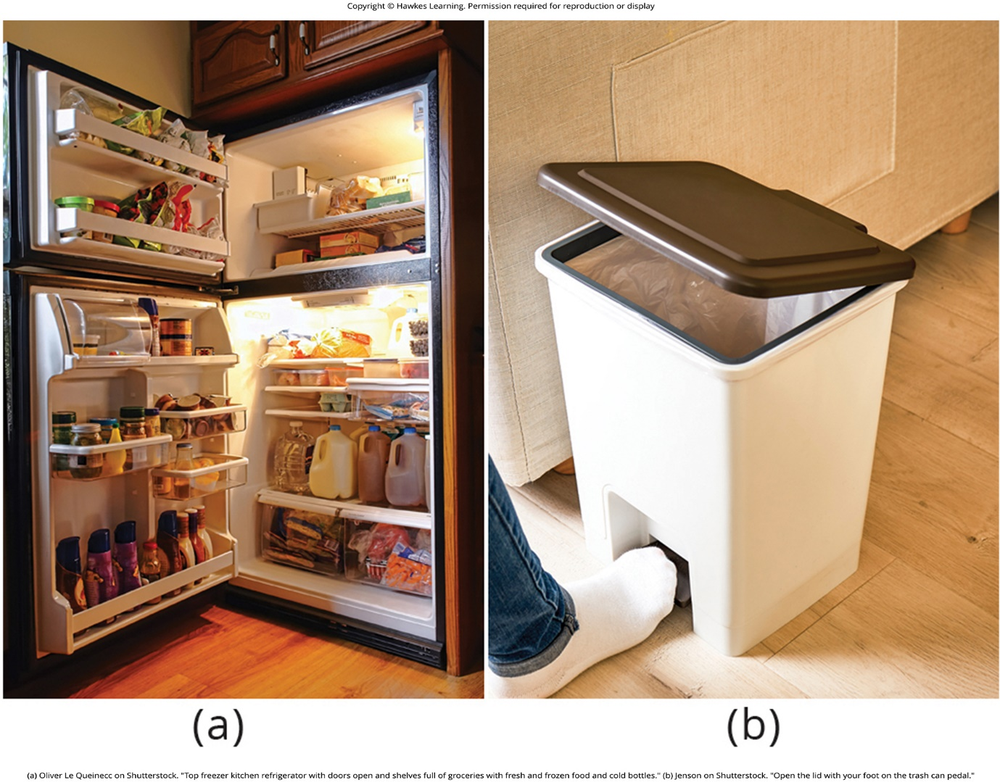 Copyright © Hawkes Learning. Permission required for reproduction or display
(a)
(b)
(a) Oliver Le Queinecc on Shutterstock. "Top freezer kitchen refrigerator with doors open and shelves full of groceries with fresh and frozen food and cold bottles." (b) Jenson on Shutterstock. "Open the lid with your foot on the trash can pedal."